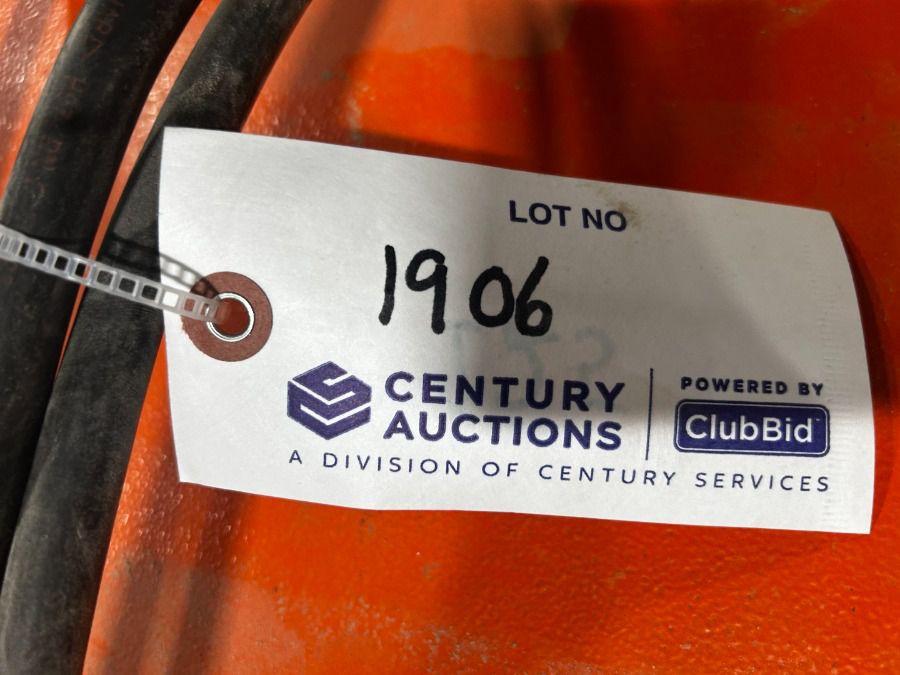 LOT NO
1906
CENTURY
AUCTIONS
POWERED BY
ClubBid
A DIVISION OF CENTURY SERVICES